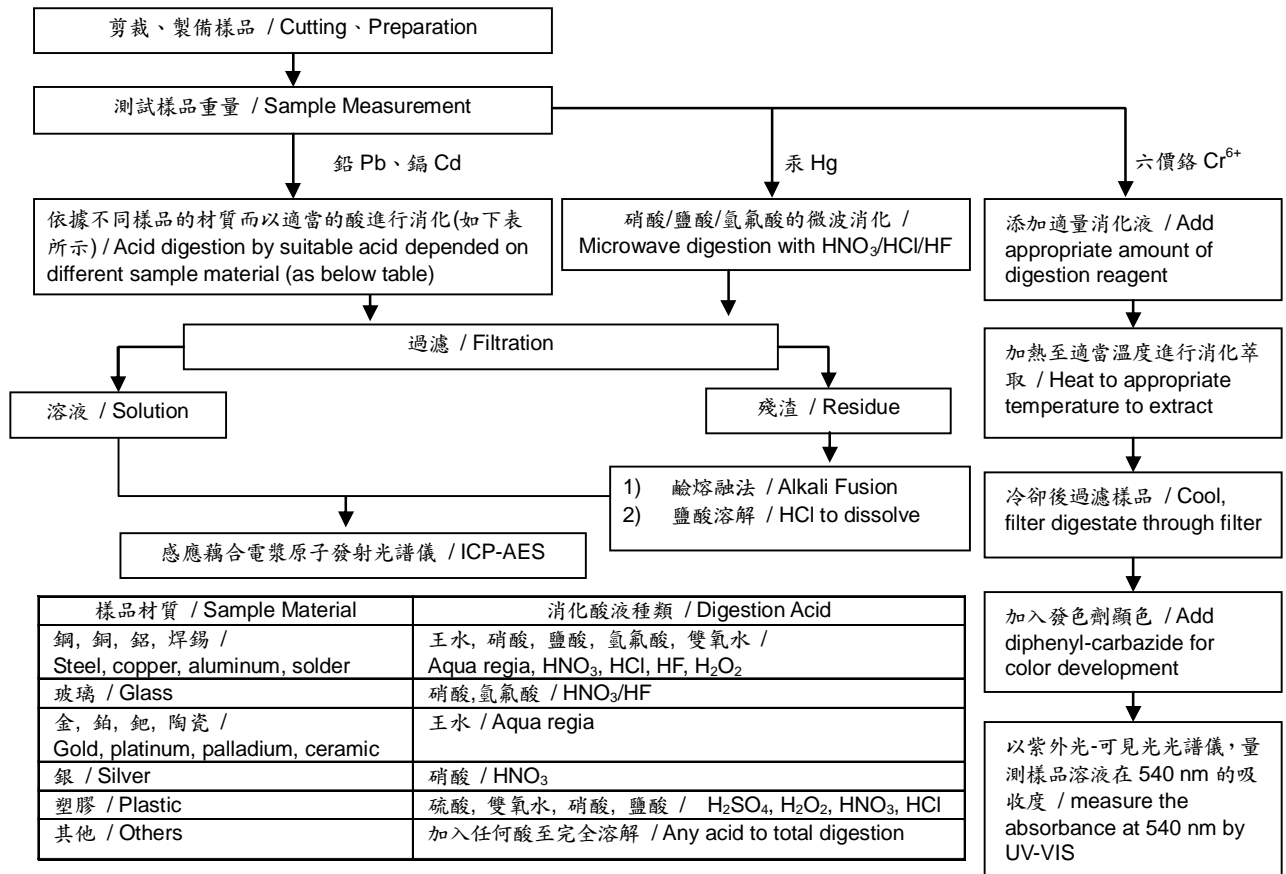 剪裁、製備樣品 / Cutting、Preparation
測試樣品重量 / Sample Measurement
鉛 Pb、鎘 Cd
汞 Hg
六價鉻 Cr⁶⁺
依據不同樣品的材質而以適當的酸進行消化(如下表
所示) / Acid digestion by suitable acid depended on
different sample material (as below table)
硝酸/鹽酸/氫氟酸的微波消化 /
Microwave digestion with HNO₃/HCl/HF
添加適量消化液 / Add
appropriate amount of
digestion reagent
過濾 / Filtration
加熱至適當溫度進行消化萃
取 / Heat to appropriate
temperature to extract
溶液 / Solution
殘渣 / Residue
1) 鹼熔融法 / Alkali Fusion
2) 鹽酸溶解 / HCl to dissolve
冷卻後過濾樣品 / Cool,
filter digestate through filter
感應藕合電漿原子發射光譜儀 / ICP-AES
加入發色劑顯色 / Add
diphenyl-carbazide for
color development
以紫外光-可見光光譜儀，量
測樣品溶液在 540 nm 的吸
收度 / measure the
absorbance at 540 nm by
UV-VIS
樣品材質 / Sample Material
消化酸液種類 / Digestion Acid
鋼, 銅, 鋁, 焊錫 /
Steel, copper, aluminum, solder
王水, 硝酸, 鹽酸, 氫氟酸, 雙氧水 /
Aqua regia, HNO₃, HCl, HF, H₂O₂
玻璃 / Glass
硝酸,氫氟酸 / HNO₃/HF
金, 鉑, 鈀, 陶瓷 /
Gold, platinum, palladium, ceramic
王水 / Aqua regia
銀 / Silver
硝酸 / HNO₃
塑膠 / Plastic
硫酸, 雙氧水, 硝酸, 鹽酸 / H₂SO₄, H₂O₂, HNO₃, HCl
其他 / Others
加入任何酸至完全溶解 / Any acid to total digestion